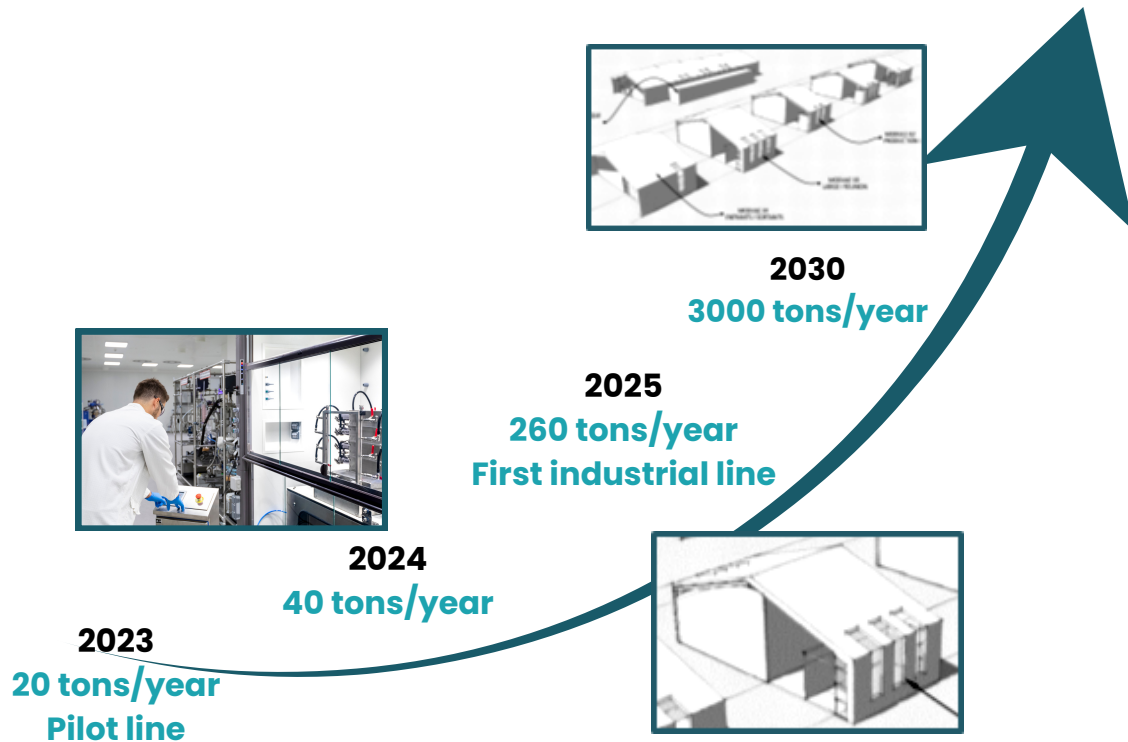 2030
3000 tons/year
2025
260 tons/year
First industrial line
2024
40 tons/year
2023
20 tons/year
Pilot line